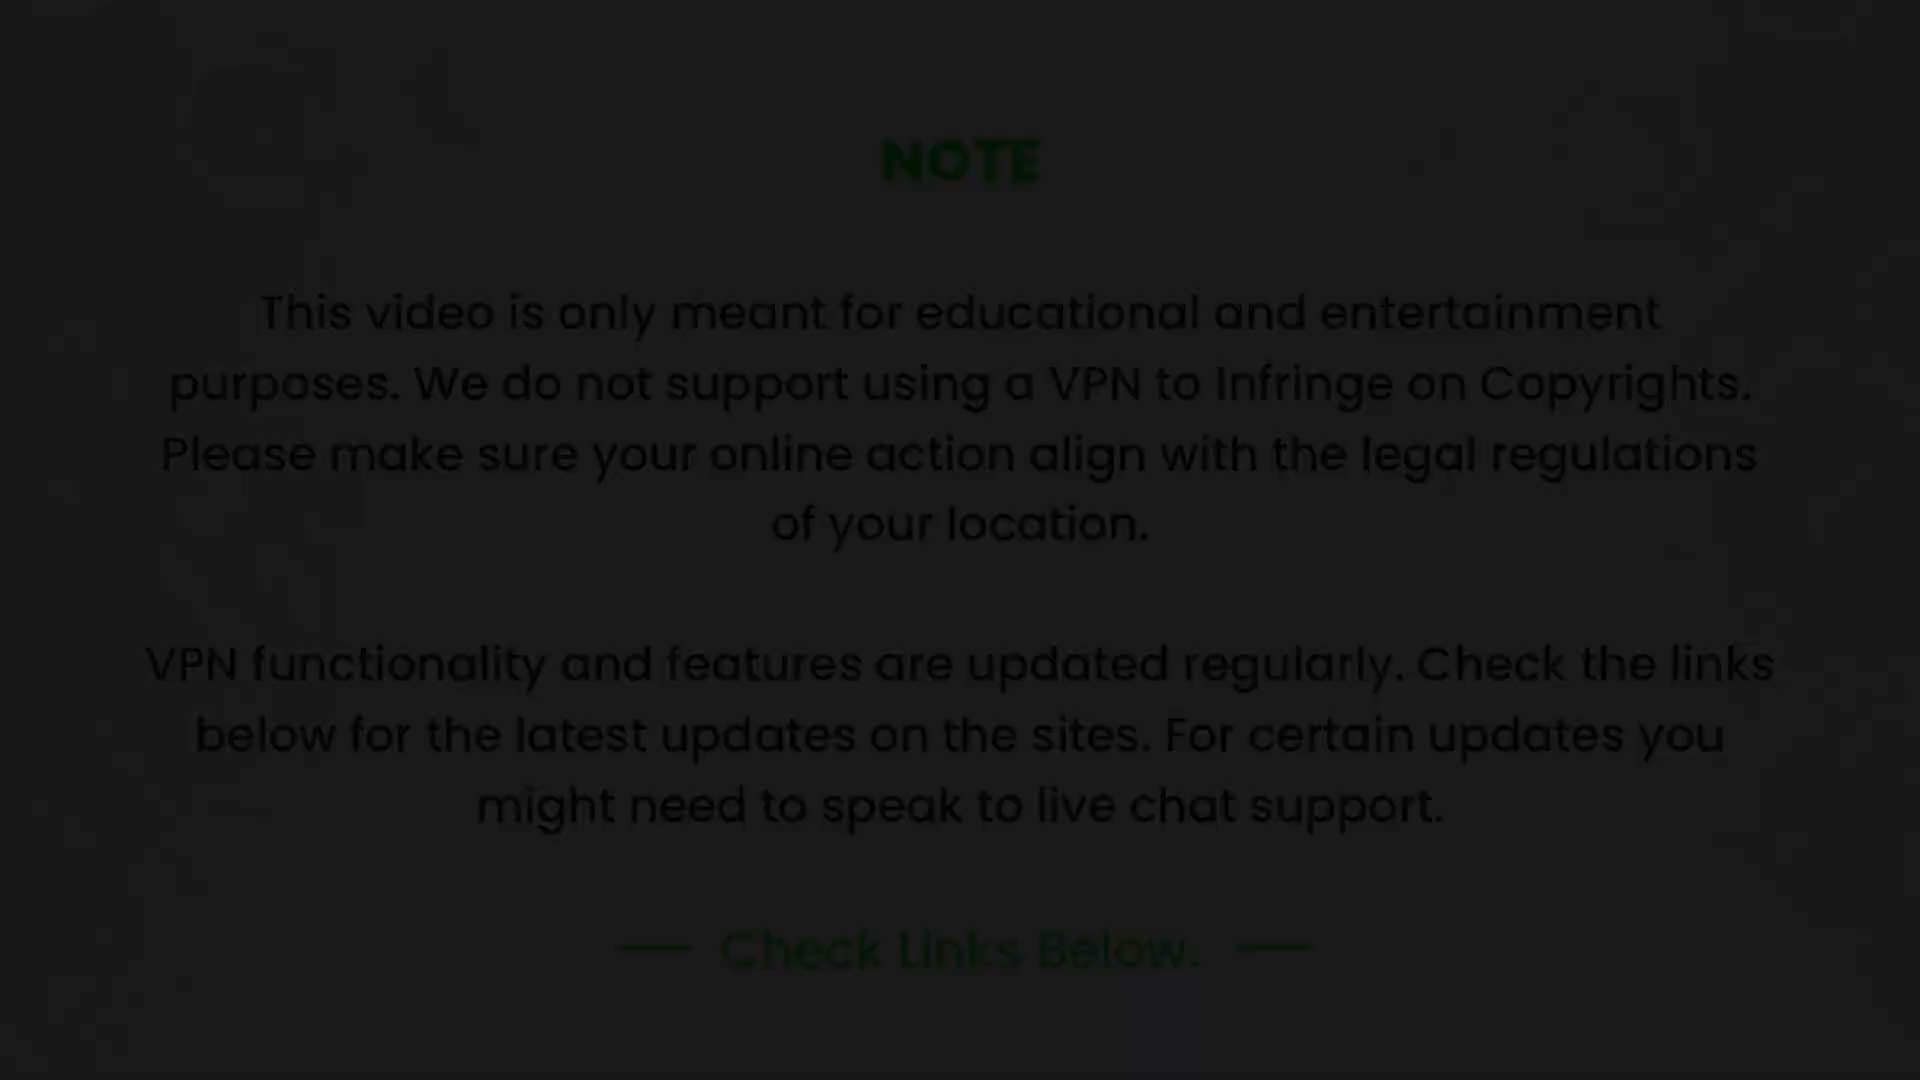 NOTE
This video is only meant for educational and entertainment
purposes. We do not support using a VPN to Infringe on Copyrights.
Please make sure your online action align with the legal regulations
of your location.
VPN functionality and features are updated regularly. Check the links
below for the latest updates on the sites. For certain updates you
might need to speak to live chat support.
Check Links Below.